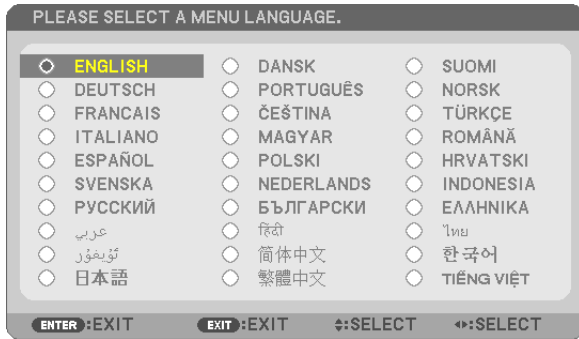 PLEASE SELECT A MENU LANGUAGE.
ENGLISH DANSK SUOMI
DEUTSCH PORTUGUÊS NORSK
FRANCAIS ČEŠTINA TÜRKÇE
ITALIANO MAGYAR ROMÂNĂ
ESPAÑOL POLSKI HRVATSKI
SVENSKA NEDERLANDS INDONESIA
РУССКИЙ БЪЛГАРСКИ ΕΛΛΗΝΙΚΑ
عربي हिंदी ไทย
ئۇيغۇر 简体中文 한국어
日本語 繁體中文 TIẾNG VIỆT
ENTER:EXIT EXIT:EXIT :SELECT :SELECT